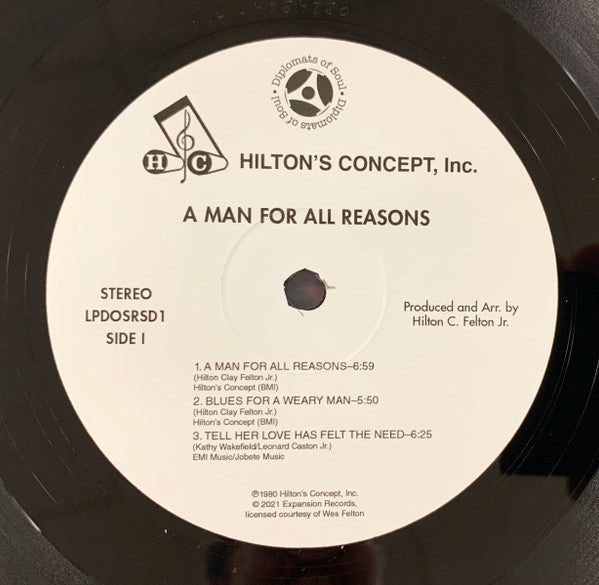 Diplomats of Soul • Diplomats of Soul •
H C
HILTON'S CONCEPT, Inc.
A MAN FOR ALL REASONS
STEREO
LPDOSRSD1
SIDE I
Produced and Arr. by
Hilton C. Felton Jr.
1. A MAN FOR ALL REASONS–6:59
(Hilton Clay Felton Jr.)
Hilton's Concept (BMI)
2. BLUES FOR A WEARY MAN–5:50
(Hilton Clay Felton Jr.)
Hilton's Concept (BMI)
3. TELL HER LOVE HAS FELT THE NEED–6:25
(Kathy Wakefield/Leonard Caston Jr.)
EMI Music/Jobete Music
℗1980 Hilton's Concept, Inc.
© 2021 Expansion Records,
licensed courtesy of Wes Felton